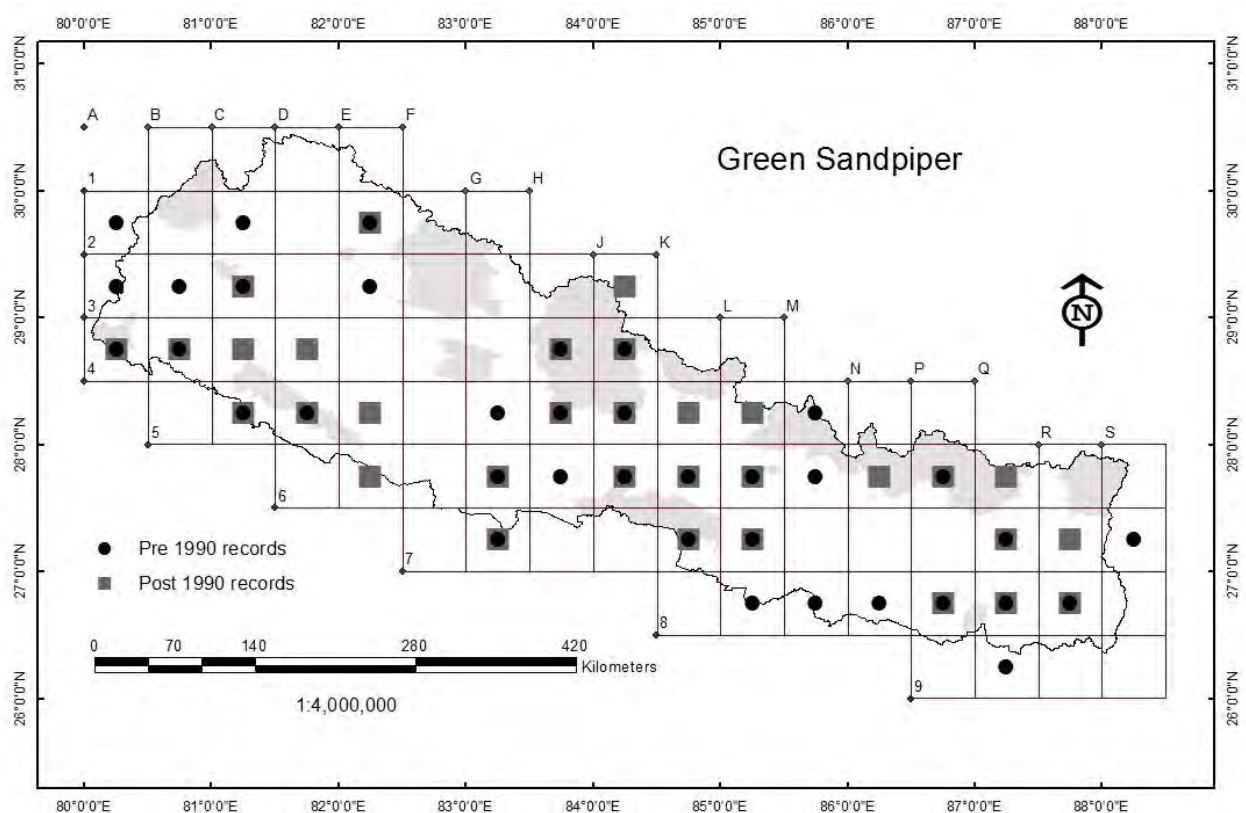 80°0'0"E 81°0'0"E 82°0'0"E 83°0'0"E 84°0'0"E 85°0'0"E 86°0'0"E 87°0'0"E 88°0'0"E
31°0'0"N 31°0'0"N
A B C D E F
Green Sandpiper
30°0'0"N 1 G H 30°0'0"N
2 J K
29°0'0"N 3 L M N 29°0'0"N
4 N P Q
28°0'0"N 5 R S 28°0'0"N
6
Pre 1990 records
Post 1990 records
27°0'0"N 7 27°0'0"N
8
0 70 140 280 420
Kilometers
9
26°0'0"N 26°0'0"N
1:4,000,000
80°0'0"E 81°0'0"E 82°0'0"E 83°0'0"E 84°0'0"E 85°0'0"E 86°0'0"E 87°0'0"E 88°0'0"E